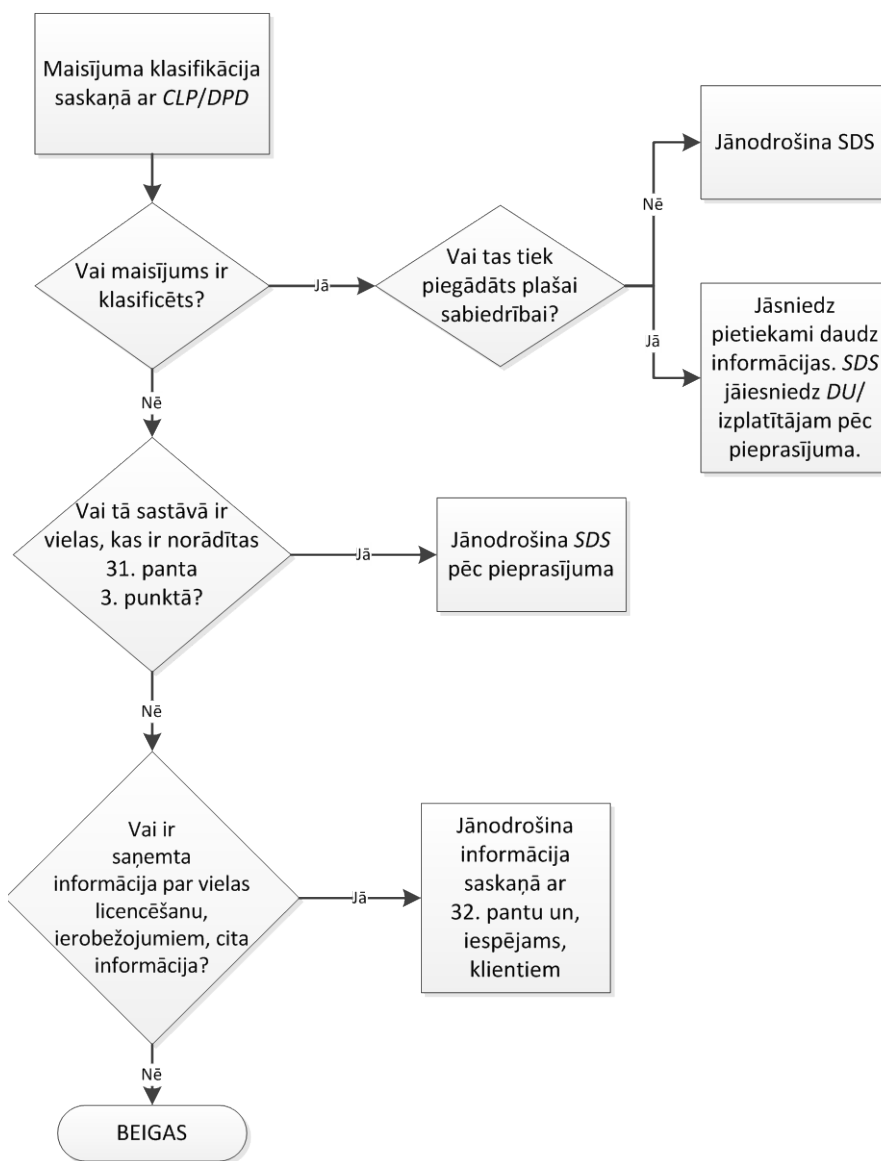 Maisījuma klasifikācija
saskaņā ar CLP/DPD
Vai maisījums ir
klasificēts?
Jā
Vai tas tiek
piegādāts plašai
sabiedrībai?
Nē
Jānodrošina SDS
Jā
Jāsniedz
pietiekami daudz
informācijas. SDS
jāiesniedz DU/
izplatītājam pēc
pieprasījuma.
Nē
Vai tā sastāvā ir
vielas, kas ir norādītas
31. panta
3. punktā?
Jā
Jānodrošina SDS
pēc pieprasījuma
Nē
Vai ir
saņemta
informācija par vielas
licencēšanu,
ierobežojumiem, cita
informācija?
Jā
Jānodrošina
informācija
saskaņā ar
32. pantu un,
iespējams,
klientiem
Nē
BEIGAS